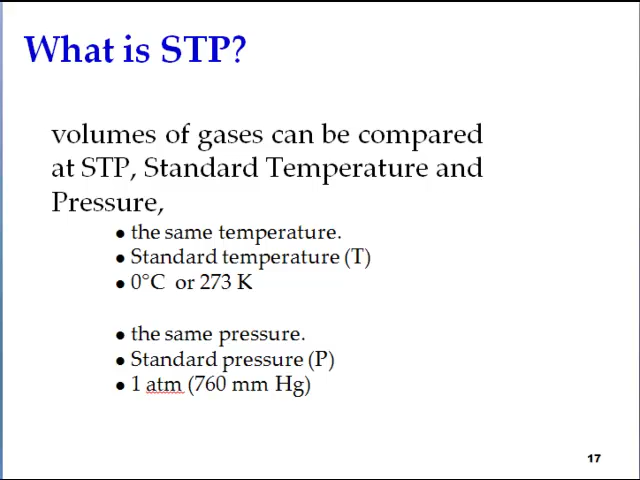 What is STP?
volumes of gases can be compared
at STP, Standard Temperature and
Pressure,
● the same temperature.
● Standard temperature (T)
● 0°C or 273 K
● the same pressure.
● Standard pressure (P)
● 1 atm (760 mm Hg)
17